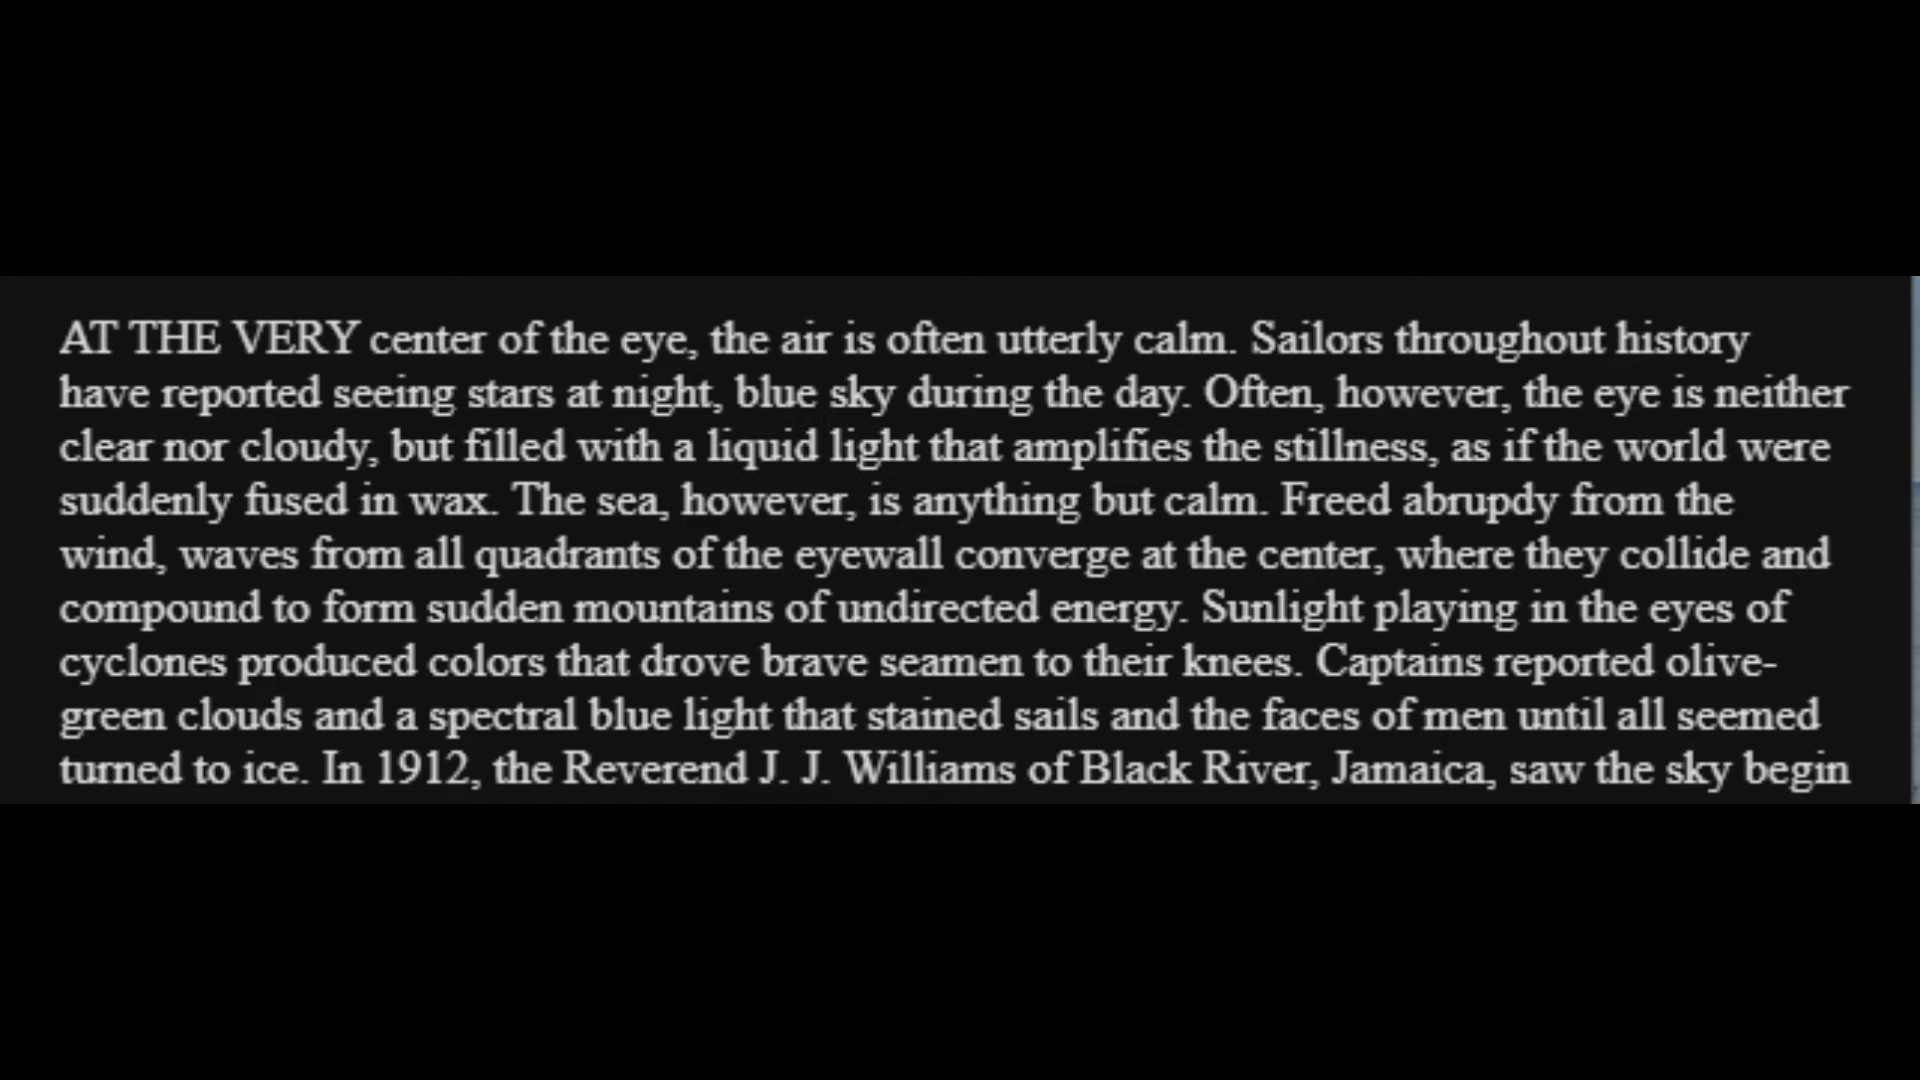 AT THE VERY center of the eye, the air is often utterly calm. Sailors throughout history
have reported seeing stars at night, blue sky during the day. Often, however, the eye is neither
clear nor cloudy, but filled with a liquid light that amplifies the stillness, as if the world were
suddenly fused in wax. The sea, however, is anything but calm. Freed abrupdy from the
wind, waves from all quadrants of the eyewall converge at the center, where they collide and
compound to form sudden mountains of undirected energy. Sunlight playing in the eyes of
cyclones produced colors that drove brave seamen to their knees. Captains reported olive-
green clouds and a spectral blue light that stained sails and the faces of men until all seemed
turned to ice. In 1912, the Reverend J. J. Williams of Black River, Jamaica, saw the sky begin